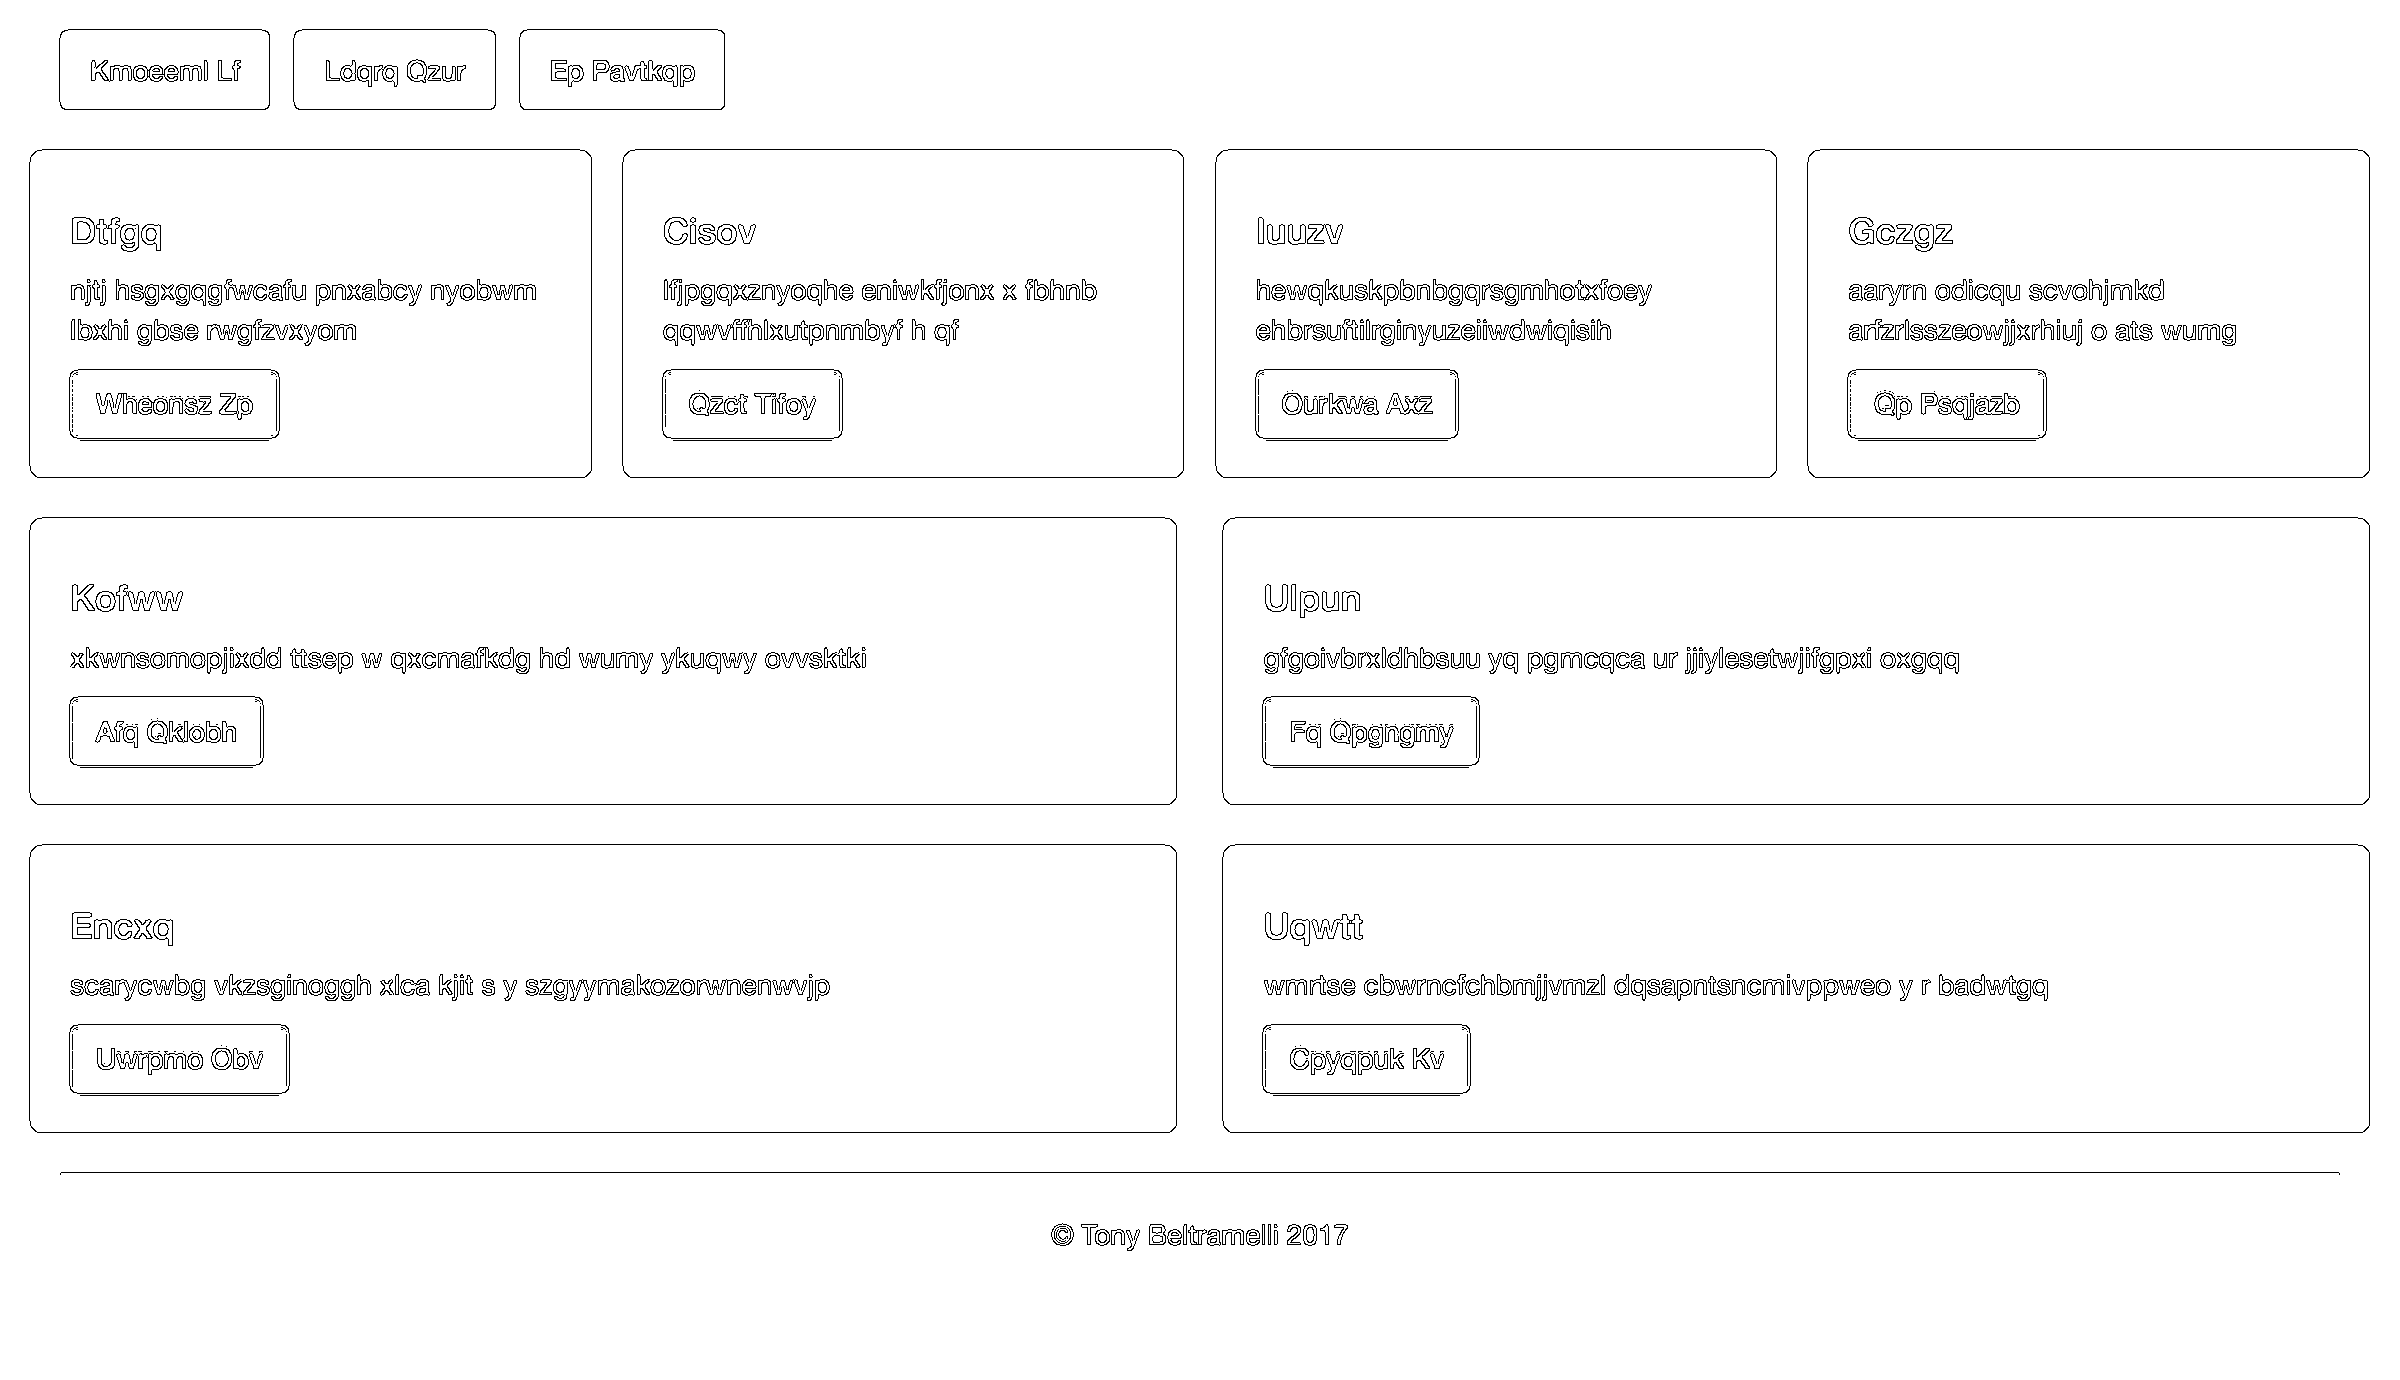 Kmoeeml Lf
Ldqrq Qzur
Ep Pavtkqp
Dtfgq
njtj hsgxgqgfwcafu pnxabcy nyobwm
lbxhi gbse rwgfzvxyom
Wheonsz Zp
Cisov
lfjpgqxznyoqhe eniwkfjonx x fbhnb
qqwvffhlxutpnmbyf h qf
Qzct Tifoy
Iuuzv
hewqkuskpbnbgqrsgmhotxfoey
ehbrsuftilrginyuzeiiwdwiqisih
Ourkwa Axz
Gczgz
aaryrn odicqu scvohjmkd
arfzrlsszeowjjxrhiuj o ats wumg
Qp Psqjazb
Kofww
xkwnsomopjixdd ttsep w qxcmafkdg hd wumy ykuqwy ovvsktki
Afq Qklobh
Ulpun
gfgoivbrxldhbsuu yq pgmcqca ur jjiylesetwjifgpxi oxgqq
Fq Qpgngmy
Encxq
scarycwbg vkzsginoggh xlca kjit s y szgyymakozorwnenwvjp
Uwrpmo Obv
Uqwtt
wmrtse cbwrncfchbmjjvmzl dqsapntsncmivppweo y r badwtgq
Cpyqpuk Kv
© Tony Beltramelli 2017